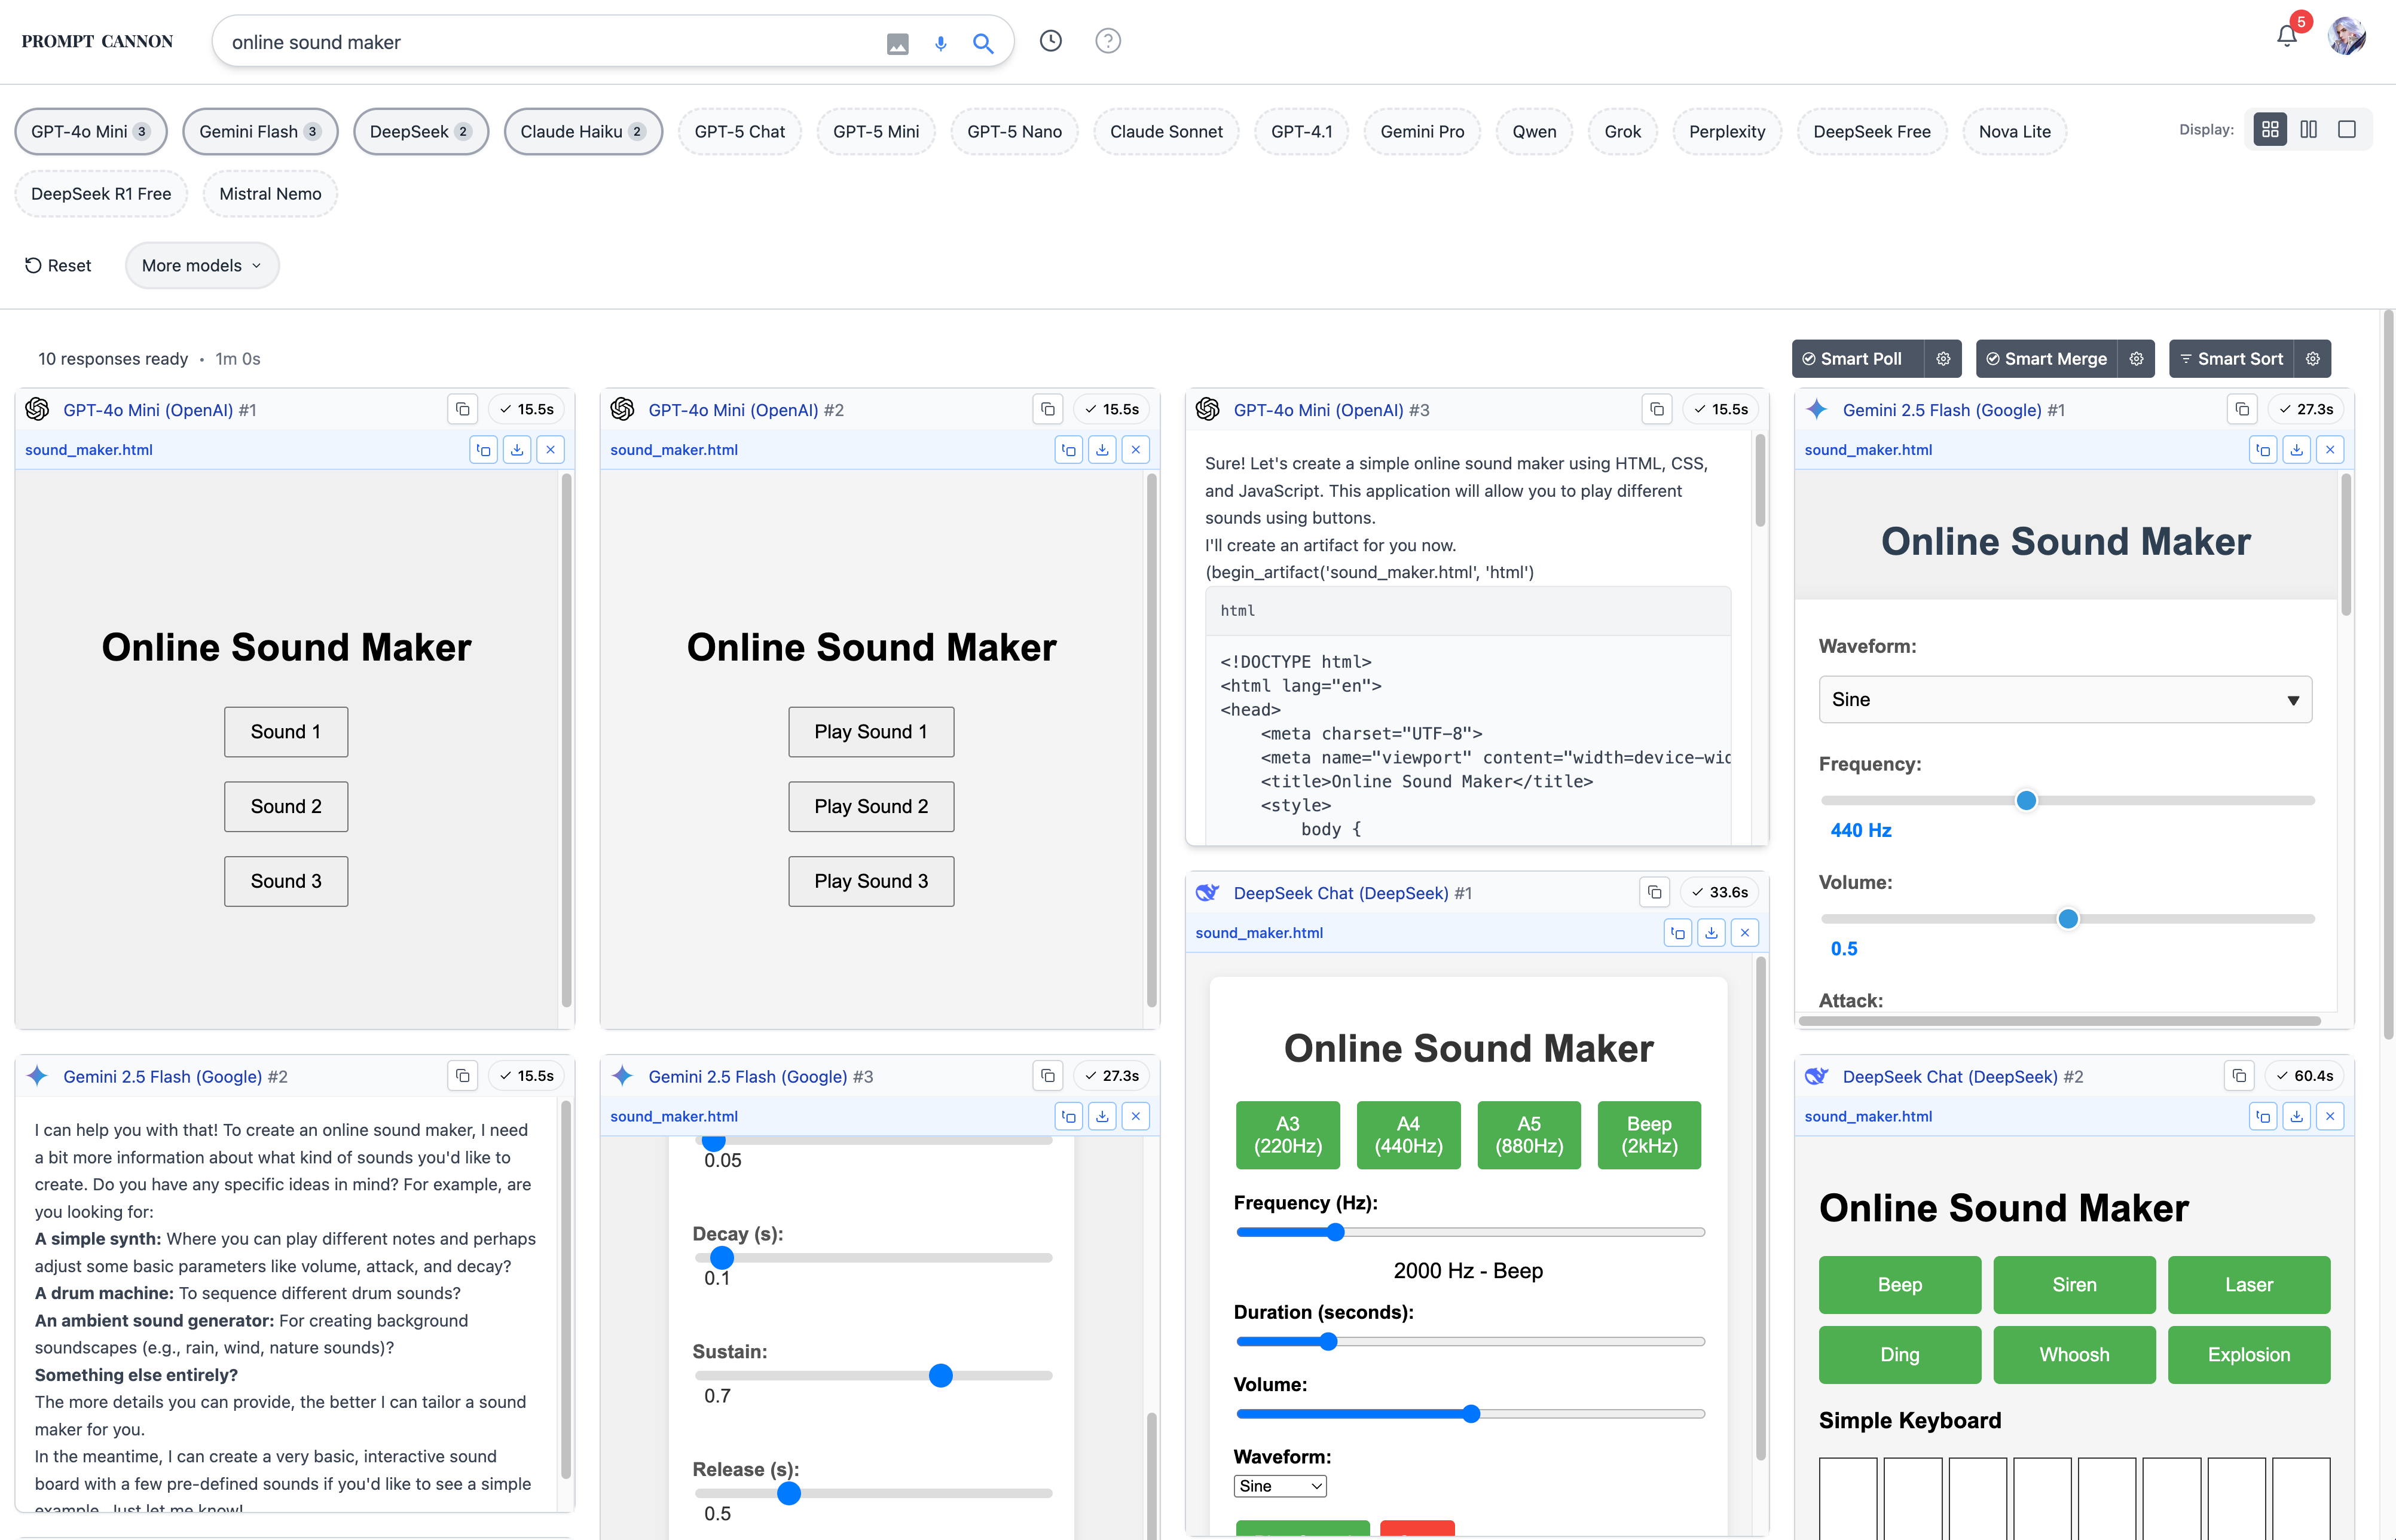 PROMPT CANNON
online sound maker
5
GPT-4o Mini 3
Gemini Flash 3
DeepSeek 2
Claude Haiku 2
GPT-5 Chat
GPT-5 Mini
GPT-5 Nano
Claude Sonnet
GPT-4.1
Gemini Pro
Qwen
Grok
Perplexity
DeepSeek Free
Nova Lite
Display:
DeepSeek R1 Free
Mistral Nemo
Reset
More models
10 responses ready • 1m 0s
Smart Poll
Smart Merge
Smart Sort
GPT-4o Mini (OpenAI) #1
15.5s
sound_maker.html
Online Sound Maker
Sound 1
Sound 2
Sound 3
GPT-4o Mini (OpenAI) #2
15.5s
sound_maker.html
Online Sound Maker
Play Sound 1
Play Sound 2
Play Sound 3
GPT-4o Mini (OpenAI) #3
15.5s
Sure! Let's create a simple online sound maker using HTML, CSS,
and JavaScript. This application will allow you to play different
sounds using buttons.
I'll create an artifact for you now.
(begin_artifact('sound_maker.html', 'html')
html
<!DOCTYPE html>
<html lang="en">
<head>
<meta charset="UTF-8">
<meta name="viewport" content="width=device-wid
<title>Online Sound Maker</title>
<style>
body {
Gemini 2.5 Flash (Google) #1
27.3s
sound_maker.html
Online Sound Maker
Waveform:
Sine
Frequency:
440 Hz
Volume:
0.5
Attack:
Gemini 2.5 Flash (Google) #2
15.5s
I can help you with that! To create an online sound maker, I need
a bit more information about what kind of sounds you'd like to
create. Do you have any specific ideas in mind? For example, are
you looking for:
A simple synth: Where you can play different notes and perhaps
adjust some basic parameters like volume, attack, and decay?
A drum machine: To sequence different drum sounds?
An ambient sound generator: For creating background
soundscapes (e.g., rain, wind, nature sounds)?
Something else entirely?
The more details you can provide, the better I can tailor a sound
maker for you.
In the meantime, I can create a very basic, interactive sound
board with a few pre-defined sounds if you'd like to see a simple
example. Just let me know!
Gemini 2.5 Flash (Google) #3
27.3s
sound_maker.html
0.05
Decay (s):
0.1
Sustain:
0.7
Release (s):
0.5
DeepSeek Chat (DeepSeek) #1
33.6s
sound_maker.html
Online Sound Maker
A3 (220Hz)
A4 (440Hz)
A5 (880Hz)
Beep (2kHz)
Frequency (Hz):
2000 Hz - Beep
Duration (seconds):
Volume:
Waveform:
Sine
DeepSeek Chat (DeepSeek) #2
60.4s
sound_maker.html
Online Sound Maker
Beep
Siren
Laser
Ding
Whoosh
Explosion
Simple Keyboard